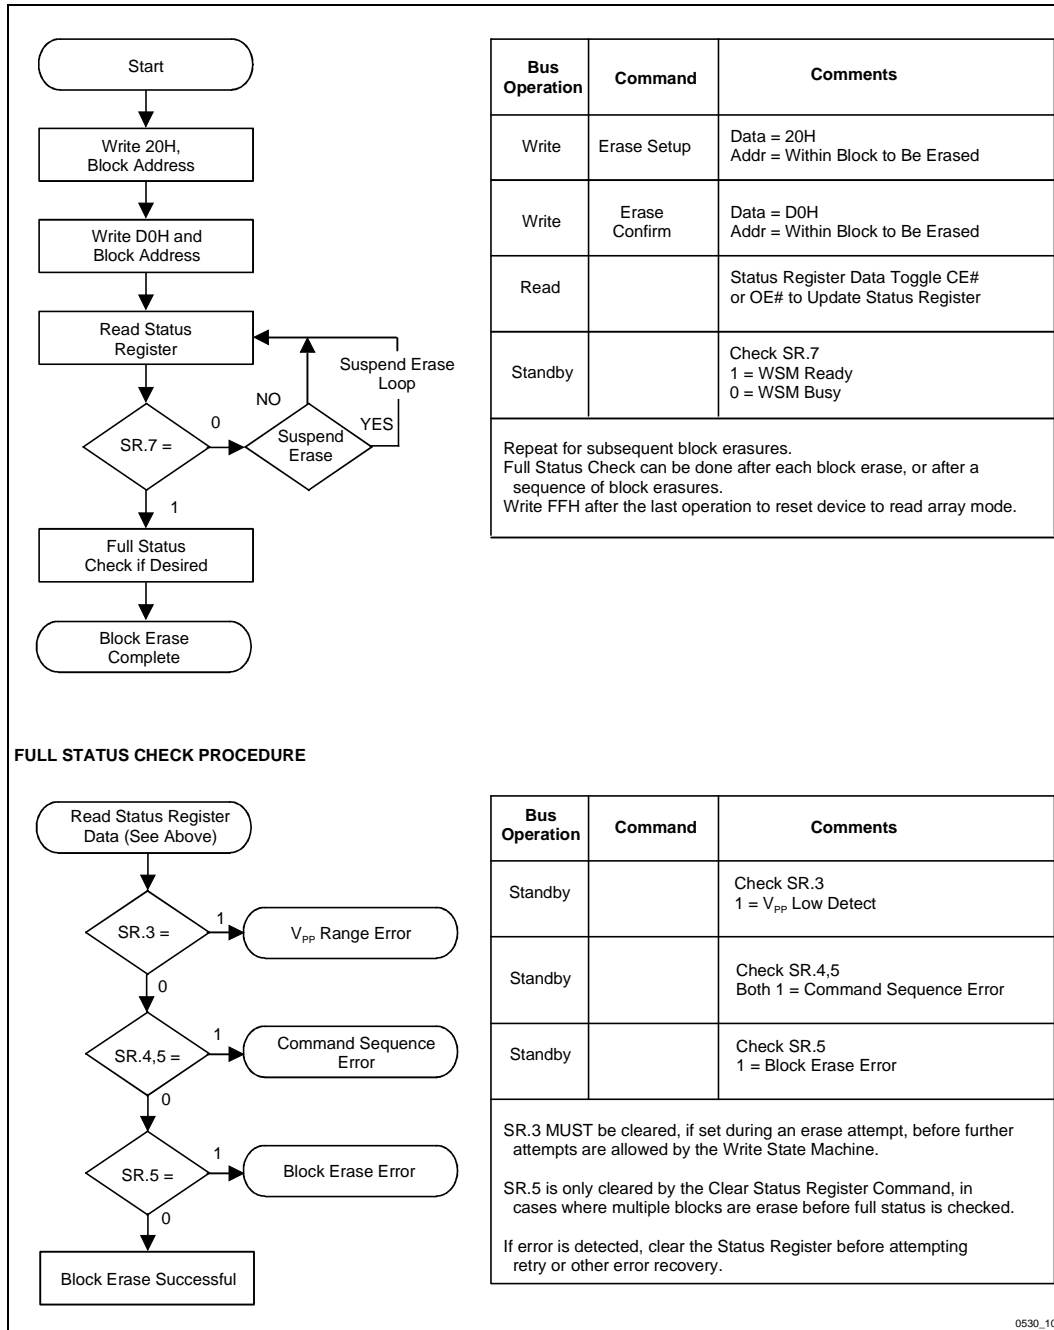 Start
Write 20H,
Block Address
Write D0H and
Block Address
Read Status
Register
Suspend Erase
Loop
NO
YES
0
SR.7 =
Suspend
Erase
1
Full Status
Check if Desired
Block Erase
Complete
Bus
Operation
Command
Comments
Write
Erase Setup
Data = 20H
Addr = Within Block to Be Erased
Write
Erase
Confirm
Data = D0H
Addr = Within Block to Be Erased
Read
Status Register Data Toggle CE#
or OE# to Update Status Register
Standby
Check SR.7
1 = WSM Ready
0 = WSM Busy
Repeat for subsequent block erasures.
Full Status Check can be done after each block erase, or after a
sequence of block erasures.
Write FFH after the last operation to reset device to read array mode.
FULL STATUS CHECK PROCEDURE
Read Status Register
Data (See Above)
SR.3 =
1
VPP Range Error
0
SR.4,5 =
1
Command Sequence
Error
0
SR.5 =
1
Block Erase Error
0
Block Erase Successful
Bus
Operation
Command
Comments
Standby
Check SR.3
1 = VPP Low Detect
Standby
Check SR.4,5
Both 1 = Command Sequence Error
Standby
Check SR.5
1 = Block Erase Error
SR.3 MUST be cleared, if set during an erase attempt, before further
attempts are allowed by the Write State Machine.
SR.5 is only cleared by the Clear Status Register Command, in
cases where multiple blocks are erase before full status is checked.
If error is detected, clear the Status Register before attempting
retry or other error recovery.
0530_10